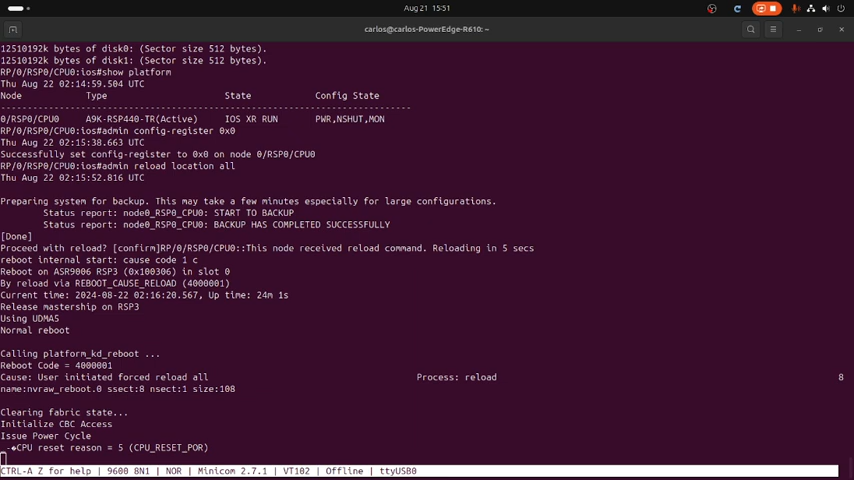 Aug 21 15:51
carlos@carlos-PowerEdge-R610: ~
12510192k bytes of disk0: (Sector size 512 bytes).
12510192k bytes of disk1: (Sector size 512 bytes).
RP/0/RSP0/CPU0:ios#show platform
Thu Aug 22 02:14:59.504 UTC
Node Type State Config State
-----------------------------------------------------------------------------
0/RSP0/CPU0 A9K-RSP440-TR(Active) IOS XR RUN PWR,NSHUT,MON
RP/0/RSP0/CPU0:ios#admin config-register 0x0
Thu Aug 22 02:15:38.663 UTC
Successfully set config-register to 0x0 on node 0/RSP0/CPU0
RP/0/RSP0/CPU0:ios#admin reload location all
Thu Aug 22 02:15:52.816 UTC
Preparing system for backup. This may take a few minutes especially for large configurations.
Status report: node0_RSP0_CPU0: START TO BACKUP
Status report: node0_RSP0_CPU0: BACKUP HAS COMPLETED SUCCESSFULLY
[Done]
Proceed with reload? [confirm]RP/0/RSP0/CPU0::This node received reload command. Reloading in 5 secs
reboot internal start: cause code 1 c
Reboot on ASR9006 RSP3 (0x100306) in slot 0
By reload via REBOOT_CAUSE_RELOAD (4000001)
Current time: 2024-08-22 02:16:20.567, Up time: 24m 1s
Release mastership on RSP3
Using UDMA5
Normal reboot
Calling platform_kd_reboot ...
Reboot Code = 4000001
Cause: User initiated forced reload all Process: reload 8
name:nvraw_reboot.0 ssect:8 nsect:1 size:108
Clearing fabric state...
Initialize CBC Access
Issue Power Cycle
-�CPU reset reason = 5 (CPU_RESET_POR)
CTRL-A Z for help | 9600 8N1 | NOR | Minicom 2.7.1 | VT102 | Offline | ttyUSB0